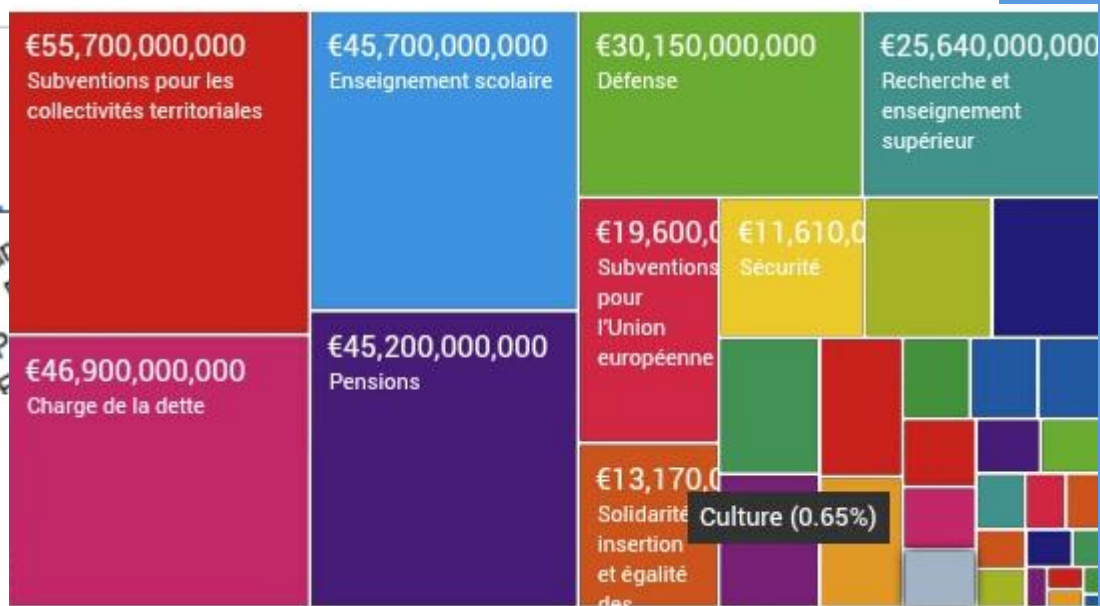 €55,700,000,000
Subventions pour les
collectivités territoriales
€45,700,000,000
Enseignement scolaire
€30,150,000,000
Défense
€25,640,000,000
Recherche et
enseignement
supérieur
€19,600,0
Subventions
pour
l'Union
européenne
€11,610,0
Sécurité
€46,900,000,000
Charge de la dette
€45,200,000,000
Pensions
€13,170,0
Solidarité
insertion
et égalité
des
Culture (0.65%)